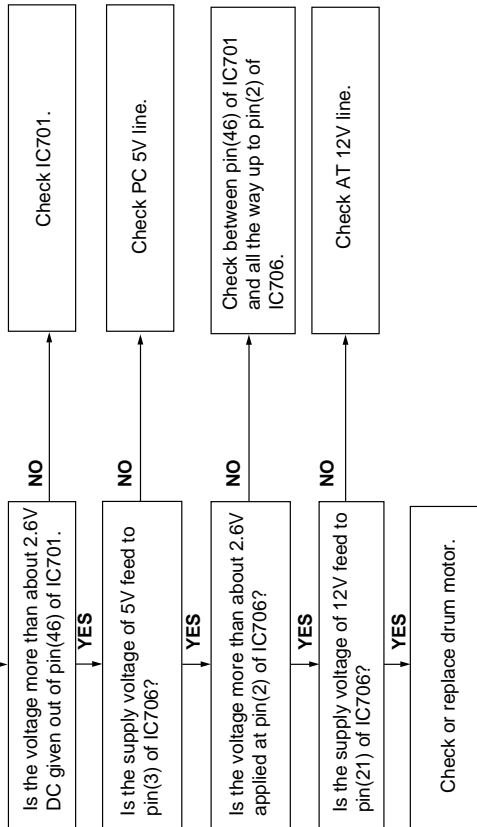 Is the voltage more than about 2.6V
DC given out of pin(46) of IC701.
NO
Check IC701.
YES
Is the supply voltage of 5V feed to
pin(3) of IC706?
NO
Check PC 5V line.
YES
Is the voltage more than about 2.6V
applied at pin(2) of IC706?
NO
Check between pin(46) of IC701
and all the way up to pin(2) of
IC706.
YES
Is the supply voltage of 12V feed to
pin(21) of IC706?
NO
Check AT 12V line.
YES
Check or replace drum motor.